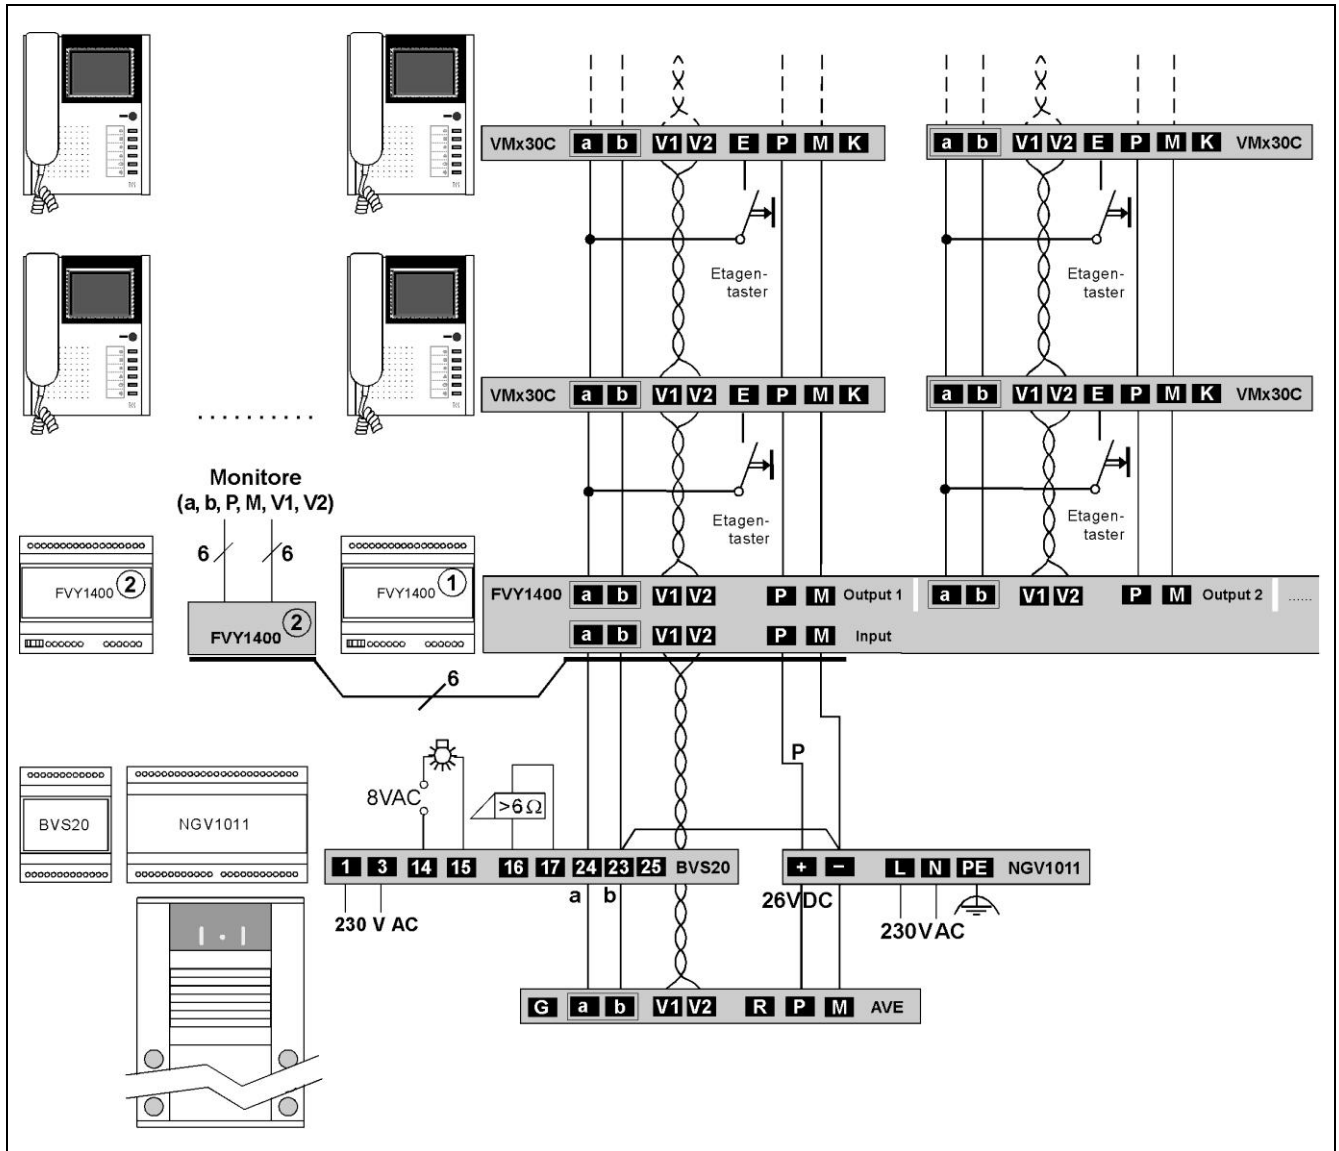 VMx30C a b V1 V2 E P M K
a b V1 V2 E P M K VMx30C
Etagen-
taster
Etagen-
taster
VMx30C a b V1 V2 E P M K
a b V1 V2 E P M K VMx30C
Etagen-
taster
Etagen-
taster
Monitore
(a, b, P, M, V1, V2)
6 6
FVY1400 2
FVY1400 2
FVY1400 1
FVY1400 a b V1 V2 P M Output 1
a b V1 V2 P M Output 2 ......
a b V1 V2 P M Input
6
P
8VAC
>6Ω
BVS20
NGV1011
1 3 14 15 16 17 24 23 25 BVS20
+ − L N PE NGV1011
a b
26VDC
230 V AC
230VAC
G a b V1 V2 R P M AVE